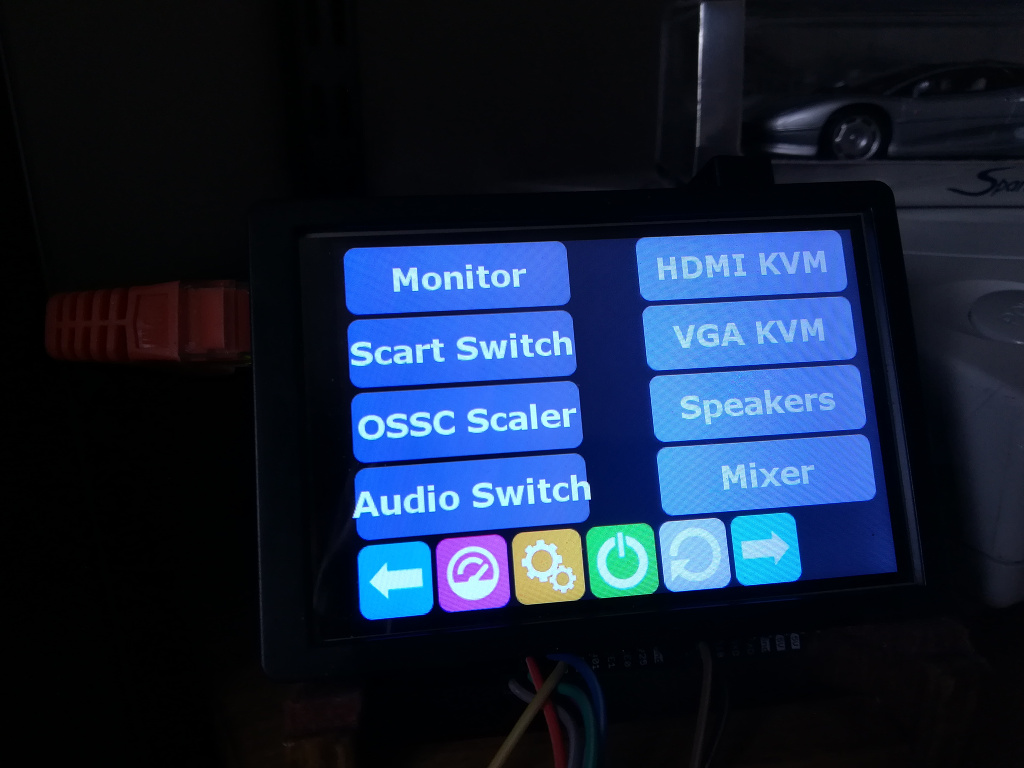 Monitor
Scart Switch
OSSC Scaler
Audio Switch
HDMI KVM
VGA KVM
Speakers
Mixer